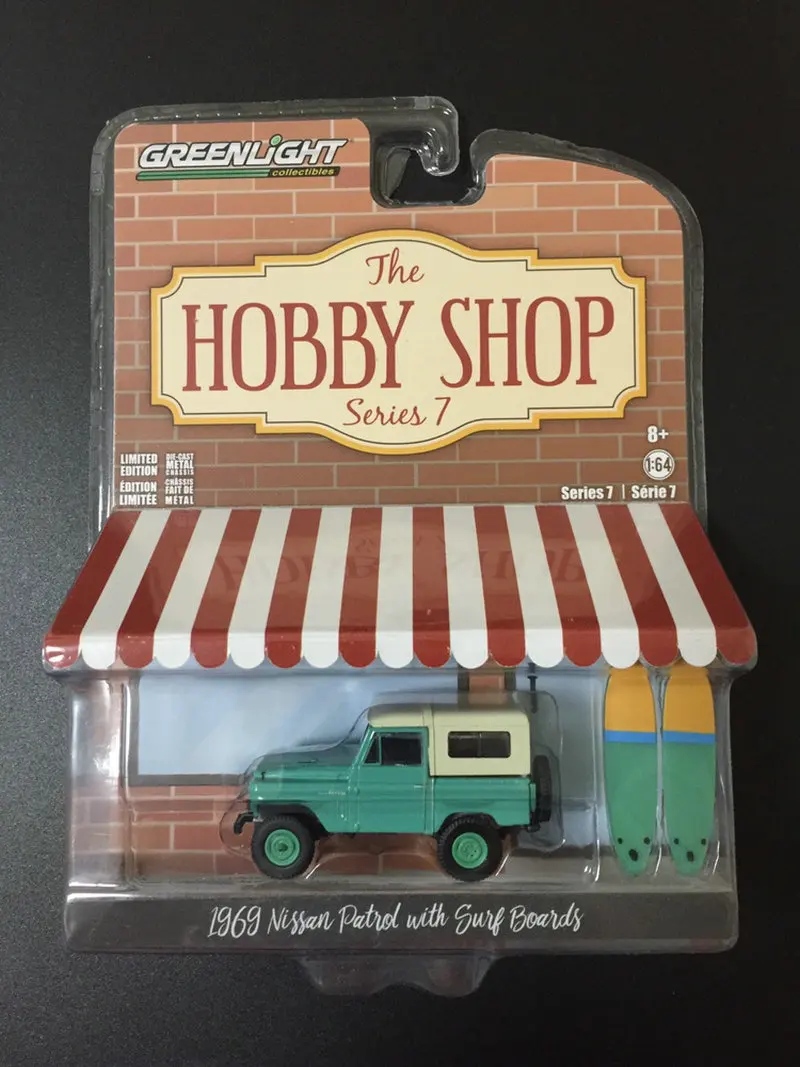 GREENLiGHT
collectibles
The
HOBBY SHOP
Series 7
8+
1:64
LIMITED EDITION
DIE-CAST METAL CHASSIS
ÉDITION LIMITÉE
CHÂSSIS FAIT DE MÉTAL
Series 7 | Série 7
1969 Nissan Patrol with Surf Boards